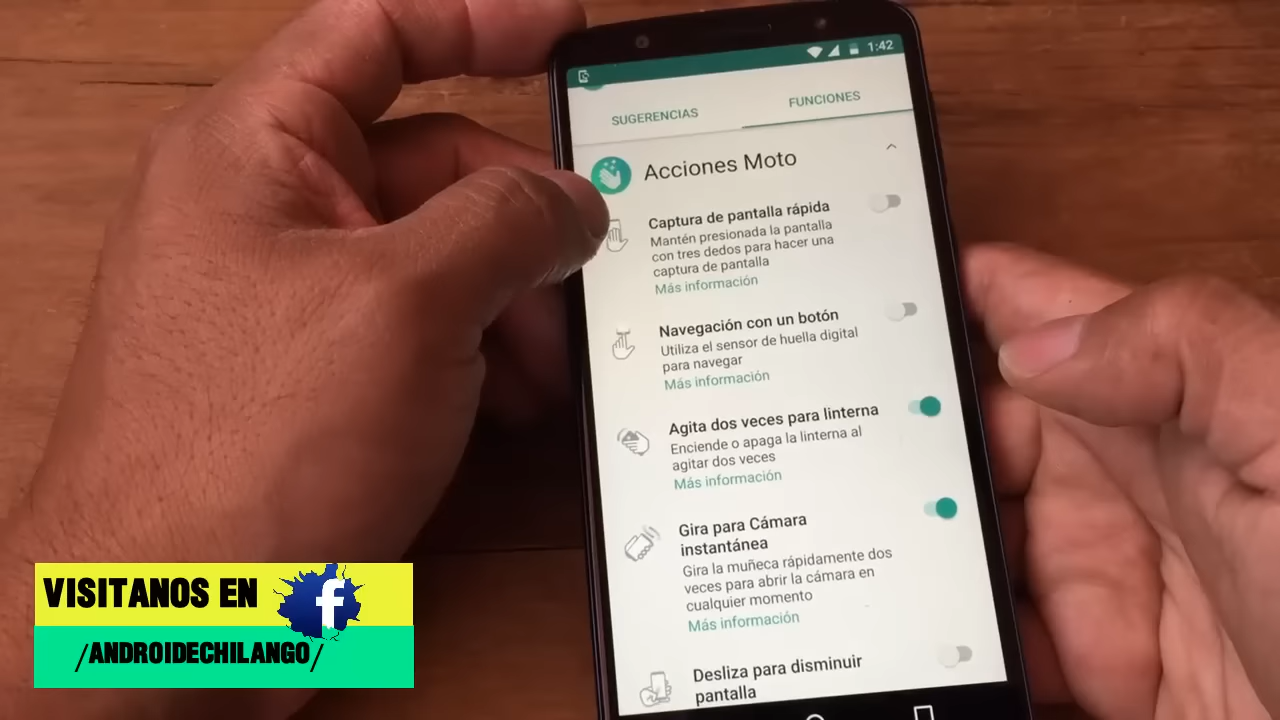 1:42
SUGERENCIAS
FUNCIONES
Acciones Moto
Captura de pantalla rápida
Mantén presionada la pantalla
con tres dedos para hacer una
captura de pantalla
Más información
Navegación con un botón
Utiliza el sensor de huella digital
para navegar
Más información
Agita dos veces para linterna
Enciende o apaga la linterna al
agitar dos veces
Más información
Gira para Cámara
instantánea
Gira la muñeca rápidamente dos
veces para abrir la cámara en
cualquier momento
Más información
Desliza para disminuir
pantalla
VISITANOS EN f
/ANDROIDECHILANGO/